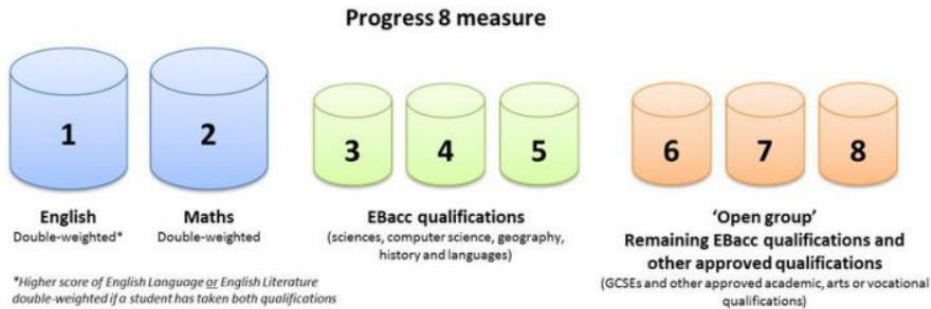 Progress 8 measure
1
2
3
4
5
6
7
8
English
Double-weighted*
Maths
Double-weighted
EBacc qualifications
(sciences, computer science, geography,
history and languages)
'Open group'
Remaining EBacc qualifications and
other approved qualifications
(GCSEs and other approved academic, arts or vocational
qualifications)
*Higher score of English Language or English Literature
double-weighted if a student has taken both qualifications